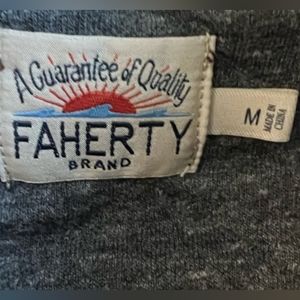 A Guarantee of Quality
FAHERTY
BRAND
M
MADE IN
CHINA